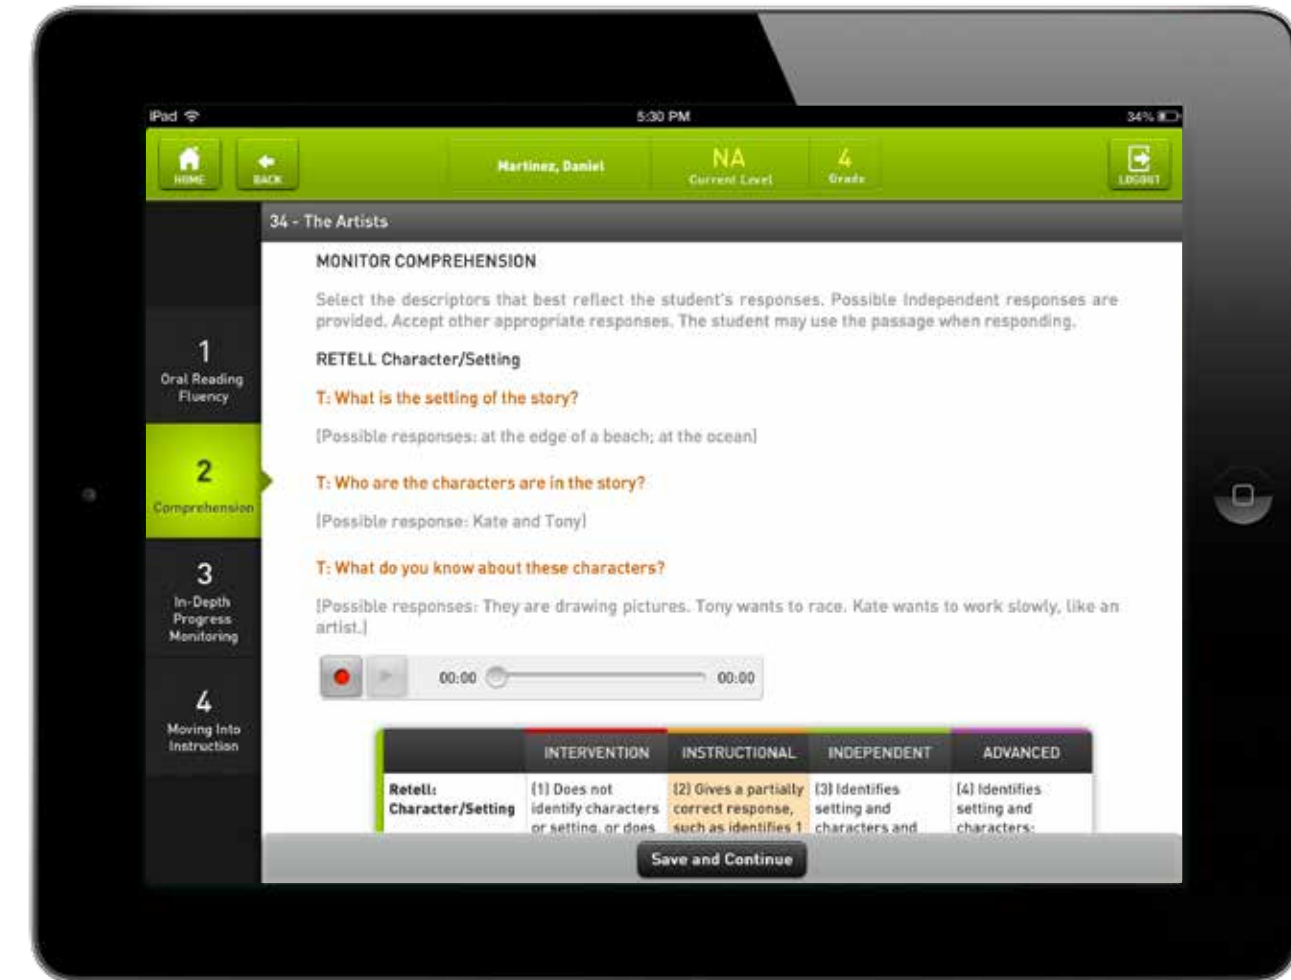 iPad 5:30 PM 34%
HOME BACK Martinez, Daniel NA Current Level 4 Grade LOGOUT
34 - The Artists
MONITOR COMPREHENSION
Select the descriptors that best reflect the student's responses. Possible Independent responses are
provided. Accept other appropriate responses. The student may use the passage when responding.
RETELL Character/Setting
T: What is the setting of the story?
[Possible responses: at the edge of a beach; at the ocean]
T: Who are the characters are in the story?
[Possible response: Kate and Tony]
T: What do you know about these characters?
[Possible responses: They are drawing pictures. Tony wants to race. Kate wants to work slowly, like an
artist.]
00:00 00:00
1
Oral Reading
Fluency
2
Comprehension
3
In-Depth
Progress
Monitoring
4
Moving Into
Instruction
INTERVENTION INSTRUCTIONAL INDEPENDENT ADVANCED
Retell:
Character/Setting
(1) Does not
identify characters
or setting, or does
(2) Gives a partially
correct response,
such as identifies 1
(3) Identifies
setting and
characters and
(4) Identifies
setting and
characters;
Save and Continue